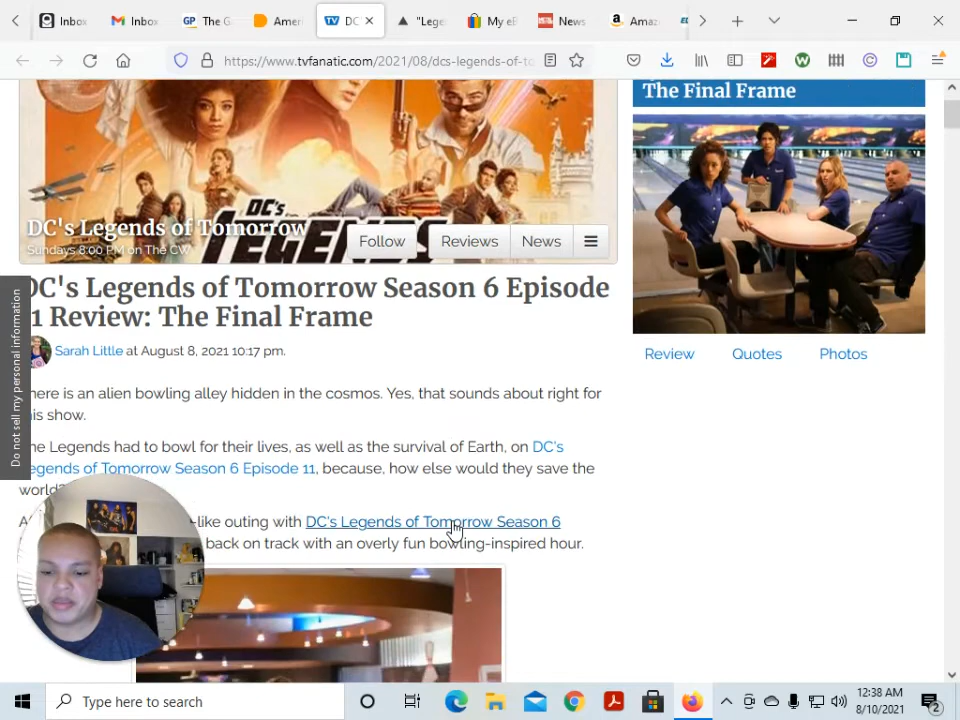 Inbox
Inbox
GP The G
Amer
TV DC
"Lege
My eB
News
Amaz
https://www.tvfanatic.com/2021/08/dcs-legends-of-to
DC's Legends of Tomorrow
Sundays 8:00 PM on The CW
DC's
LEGENDS
Follow
Reviews
News
The Final Frame
Review
Quotes
Photos
DC's Legends of Tomorrow Season 6 Episode
1 Review: The Final Frame
Sarah Little at August 8, 2021 10:17 pm.
here is an alien bowling alley hidden in the cosmos. Yes, that sounds about right for
is show.
he Legends had to bowl for their lives, as well as the survival of Earth, on DC's
egends of Tomorrow Season 6 Episode 11, because, how else would they save the
world?
A
-like outing with DC's Legends of Tomorrow Season 6
back on track with an overly fun bowling-inspired hour.
Do not sell my personal information
Type here to search
12:38 AM
8/10/2021
2